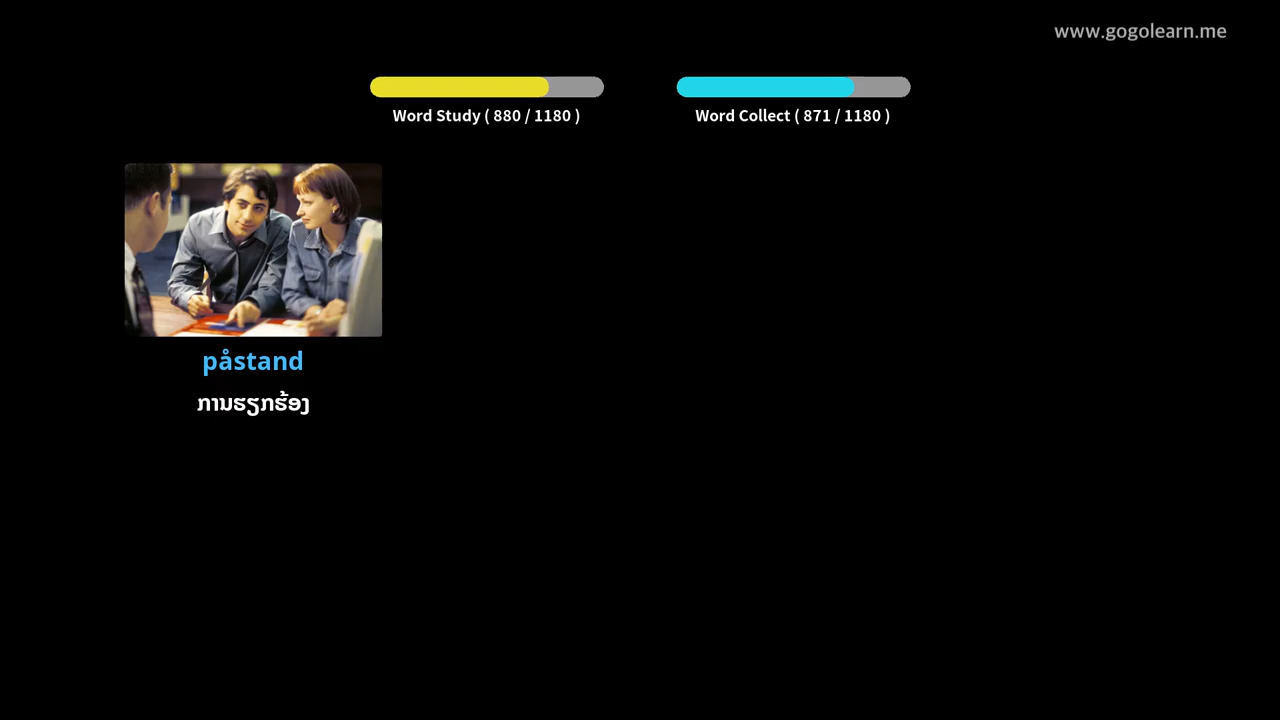 www.gogolearn.me
Word Study ( 880 / 1180 )
Word Collect ( 871 / 1180 )
påstand
ການຮຽກຮ້ອງ